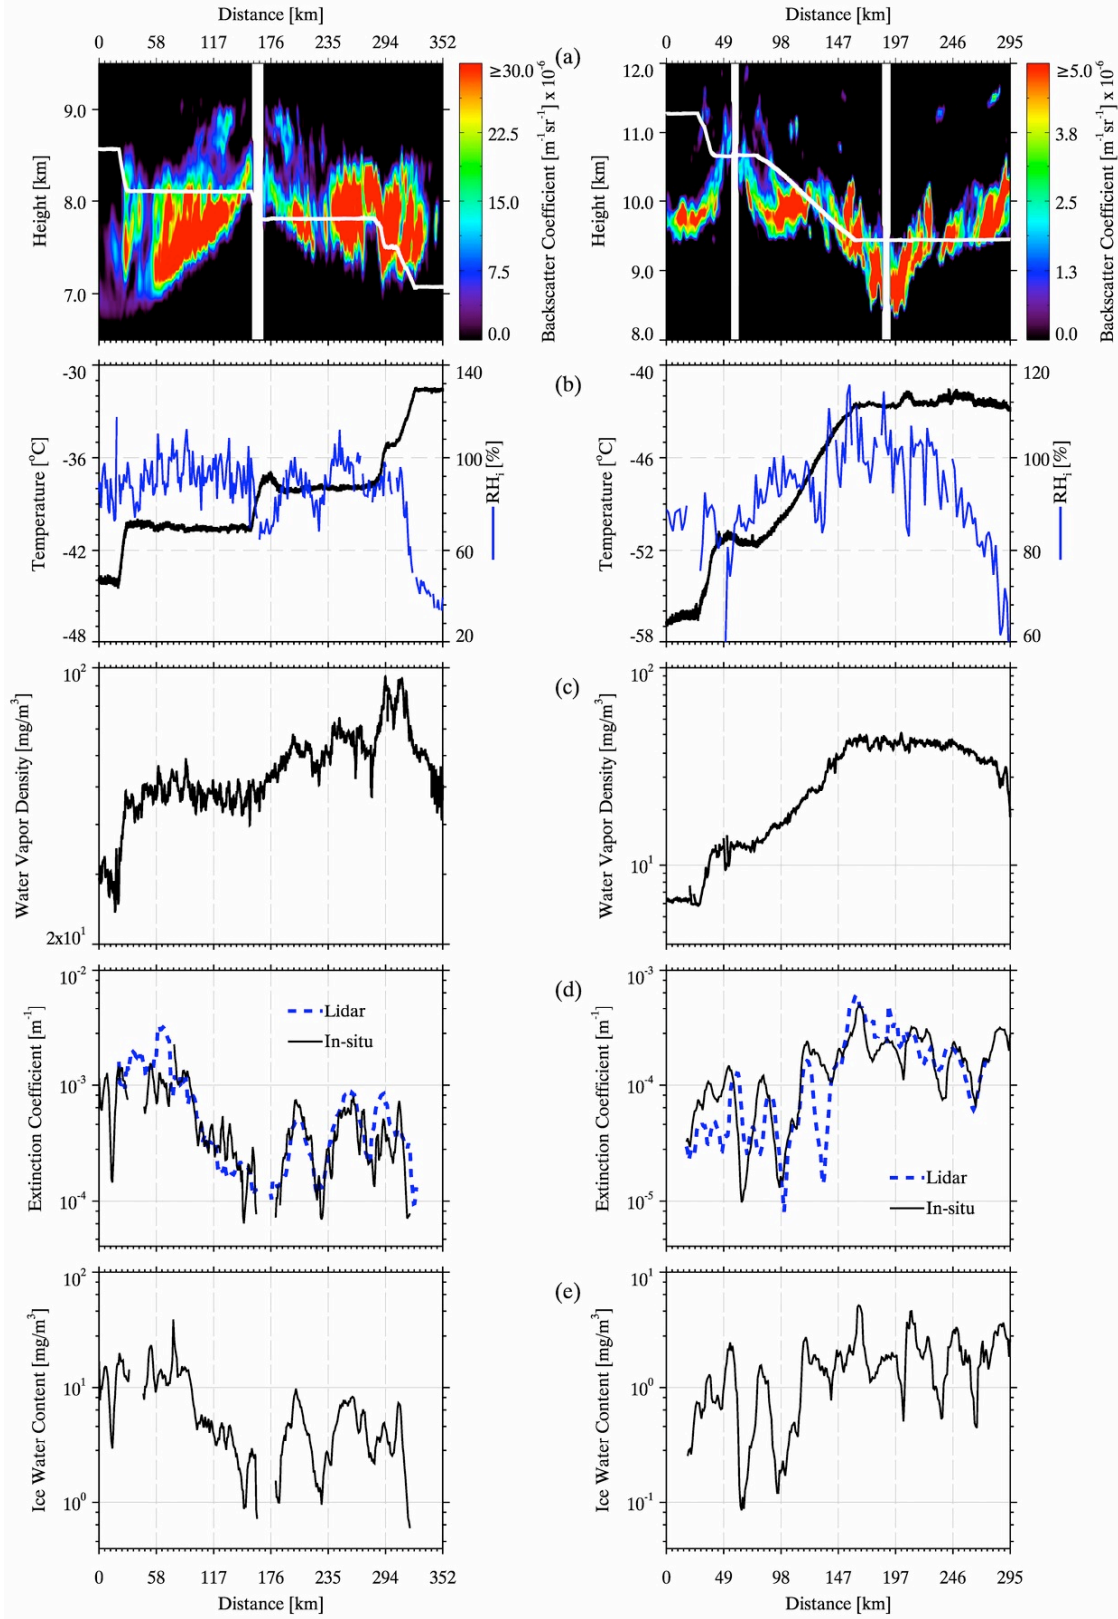 Distance [km]
Distance [km]
0 58 117 176 235 294 352
0 49 98 147 197 246 295
(a)
9.0
8.0
7.0
Height [km]
≥30.0
22.5
15.0
7.5
0.0
Backscatter Coefficient [m⁻¹ sr⁻¹] x 10⁻⁶
12.0
11.0
10.0
9.0
8.0
Height [km]
≥5.0
3.8
2.5
1.3
0.0
Backscatter Coefficient [m⁻¹ sr⁻¹] x 10⁻⁶
(b)
-30
-36
-42
-48
Temperature [°C]
140
100
60
20
RHᵢ [%]
-40
-46
-52
-58
Temperature [°C]
120
100
80
60
RHᵢ [%]
(c)
10²
2x10¹
Water Vapor Density [mg/m³]
10²
10¹
Water Vapor Density [mg/m³]
(d)
10⁻²
10⁻³
10⁻⁴
Extinction Coefficient [m⁻¹]
Lidar
In-situ
10⁻³
10⁻⁴
10⁻⁵
Extinction Coefficient [m⁻¹]
Lidar
In-situ
(e)
10²
10¹
10⁰
Ice Water Content [mg/m³]
10¹
10⁰
10⁻¹
Ice Water Content [mg/m³]
0 58 117 176 235 294 352
0 49 98 147 197 246 295
Distance [km]
Distance [km]